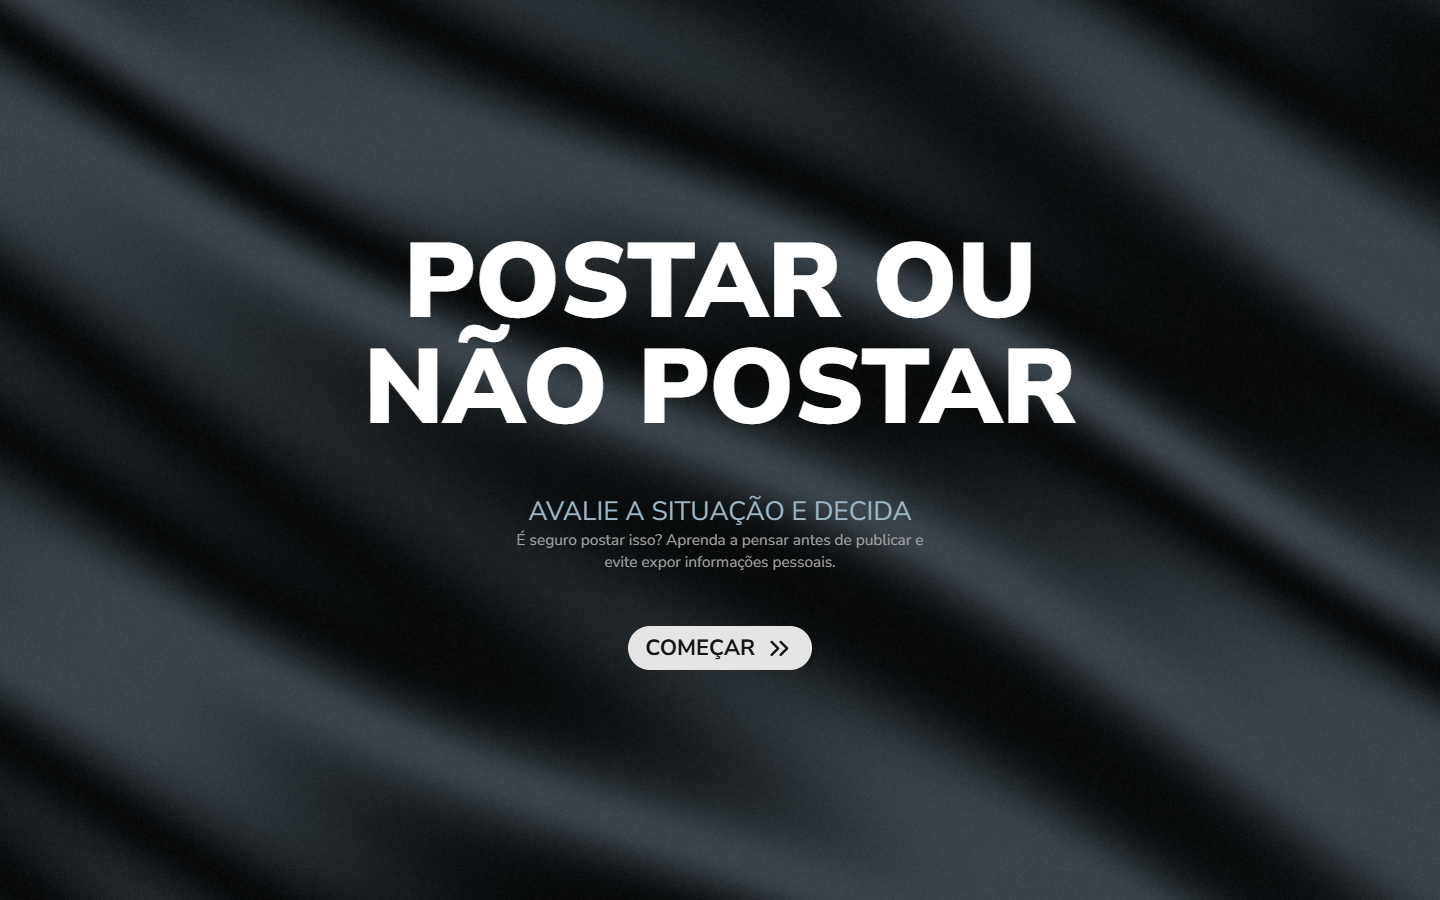 POSTAR OU
NÃO POSTAR
AVALIE A SITUAÇÃO E DECIDA
É seguro postar isso? Aprenda a pensar antes de publicar e
evite expor informações pessoais.
COMEÇAR